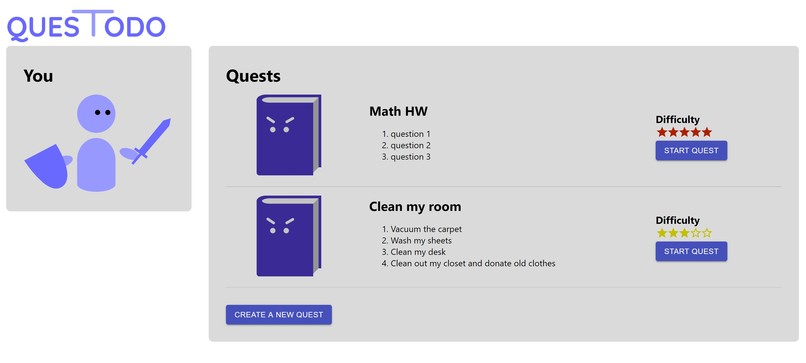 QUESTODO
You
Quests
Math HW
1. question 1
2. question 2
3. question 3
Difficulty
START QUEST
Clean my room
1. Vacuum the carpet
2. Wash my sheets
3. Clean my desk
4. Clean out my closet and donate old clothes
Difficulty
START QUEST
CREATE A NEW QUEST